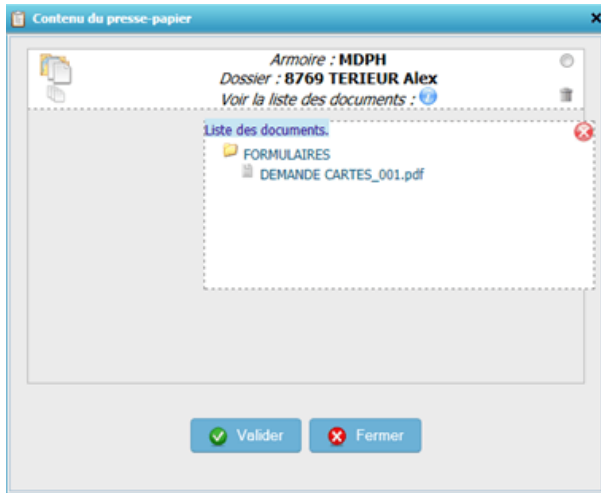 Contenu du presse-papier
Armoire : MDPH
Dossier : 8769 TERIEUR Alex
Voir la liste des documents :
Liste des documents.
FORMULAIRES
DEMANDE CARTES_001.pdf
Valider
Fermer